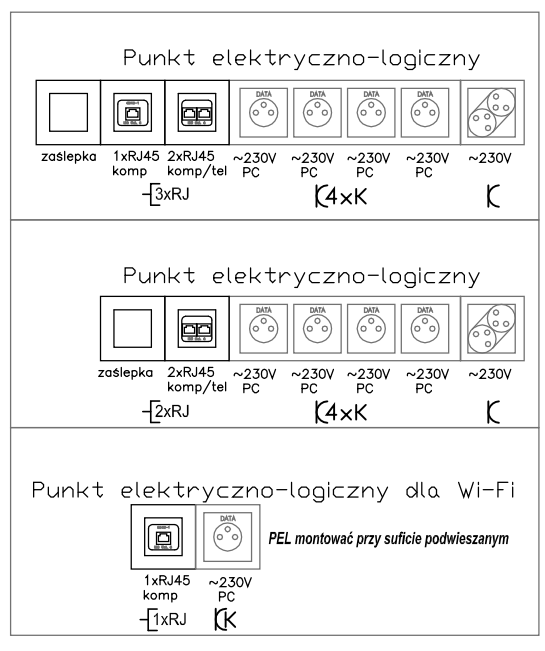 Punkt elektryczno-logiczny
DATA DATA DATA DATA
zaślepka 1xRJ45 2xRJ45 ~230V ~230V ~230V ~230V ~230V
komp komp/tel PC PC PC PC
3xRJ 4xK
Punkt elektryczno-logiczny
DATA DATA DATA DATA
zaślepka 2xRJ45 ~230V ~230V ~230V ~230V ~230V
komp/tel PC PC PC PC
2xRJ 4xK
Punkt elektryczno-logiczny dla Wi-Fi
DATA
PEL montować przy suficie podwieszanym
1xRJ45 ~230V
komp PC
1xRJ K